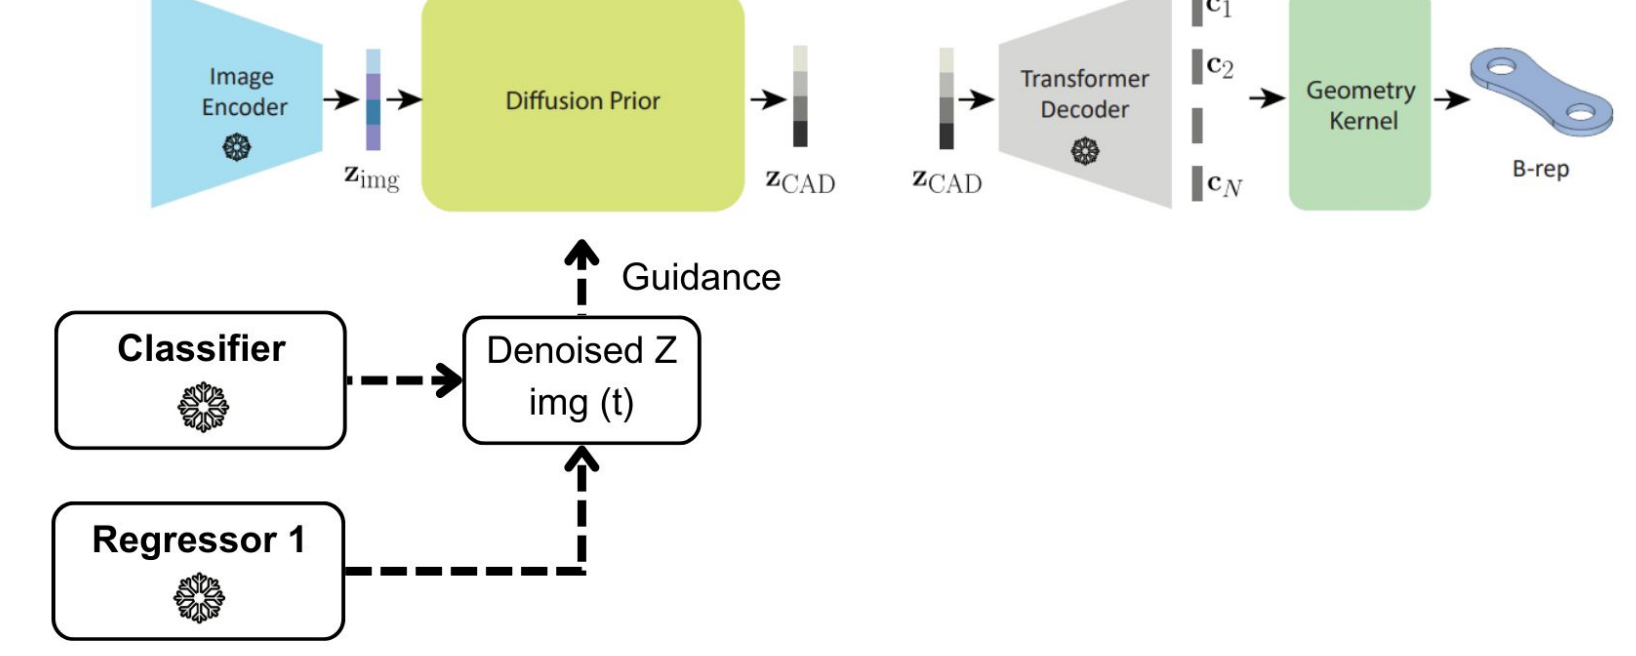 Image
Encoder
z_img
Diffusion Prior
z_CAD
z_CAD
Transformer
Decoder
c_1
c_2
c_N
Geometry
Kernel
B-rep
Guidance
Classifier
Denoised Z
img (t)
Regressor 1